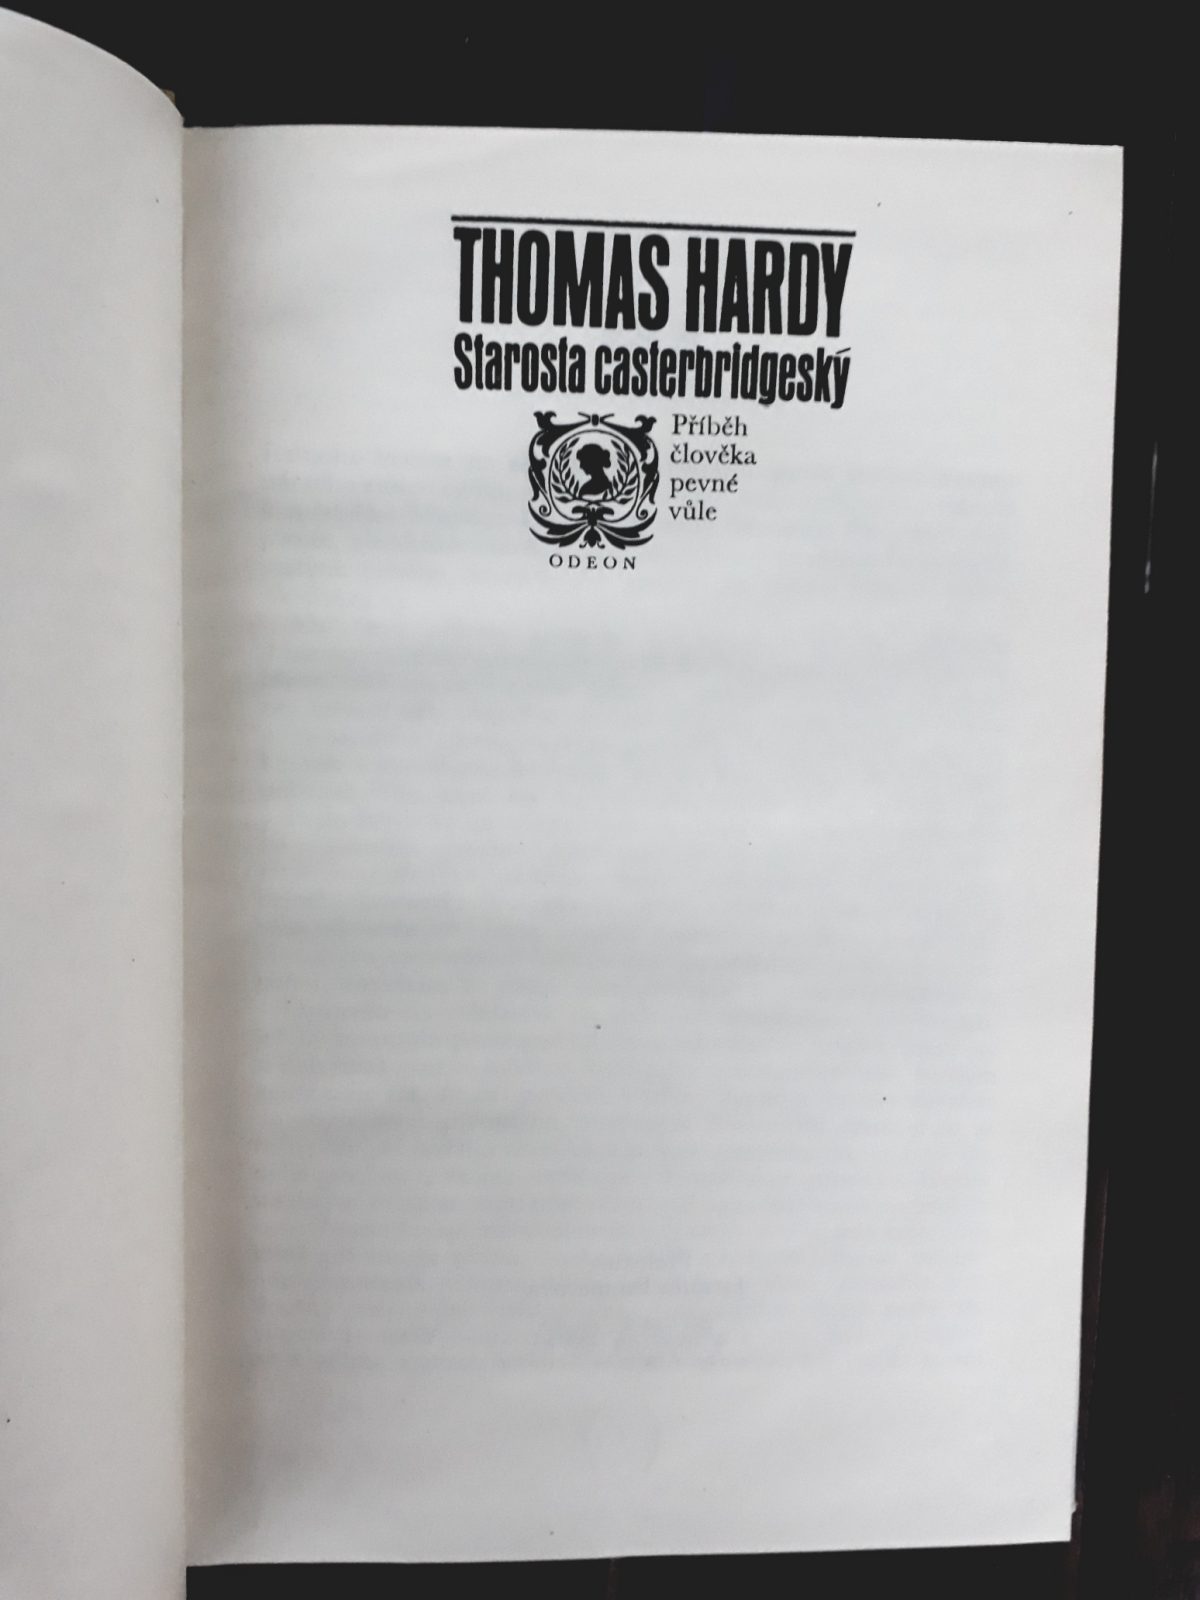 THOMAS HARDY
Starosta casterbridgeský
Příběh
člověka
pevné
vůle
ODEON